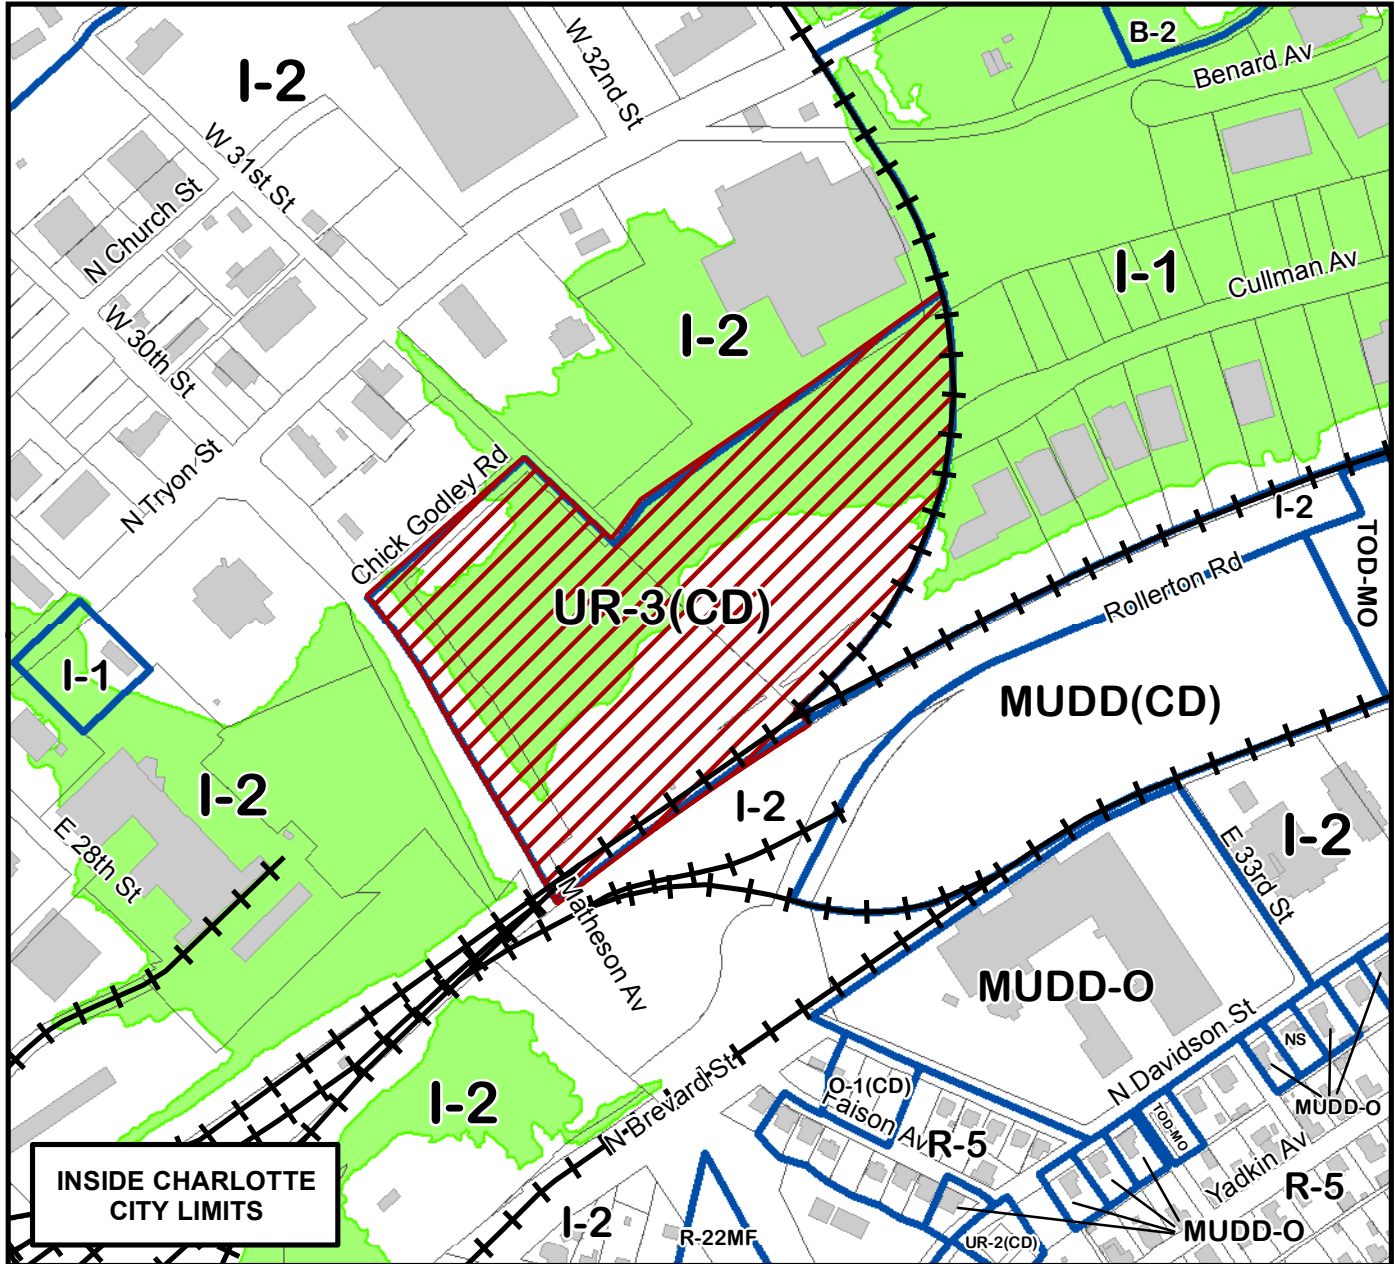 B-2
I-2
W 32nd St
Benard Av
W 31st St
N Church St
I-1
Cullman Av
W 30th St
I-2
N Tryon St
Chick Godley Rd
I-2
TOD-MO
Rollerton Rd
UR-3(CD)
I-1
MUDD(CD)
I-2
I-2
E 28th St
E 33rd St
I-2
Matheson Av
MUDD-O
N Davidson St
NS
I-2
O-1(CD)
Faison Av
MUDD-O
TOD-MO
N Brevard St
R-5
Yadkin Av
R-5
INSIDE CHARLOTTE
CITY LIMITS
I-2
R-22MF
UR-2(CD)
MUDD-O